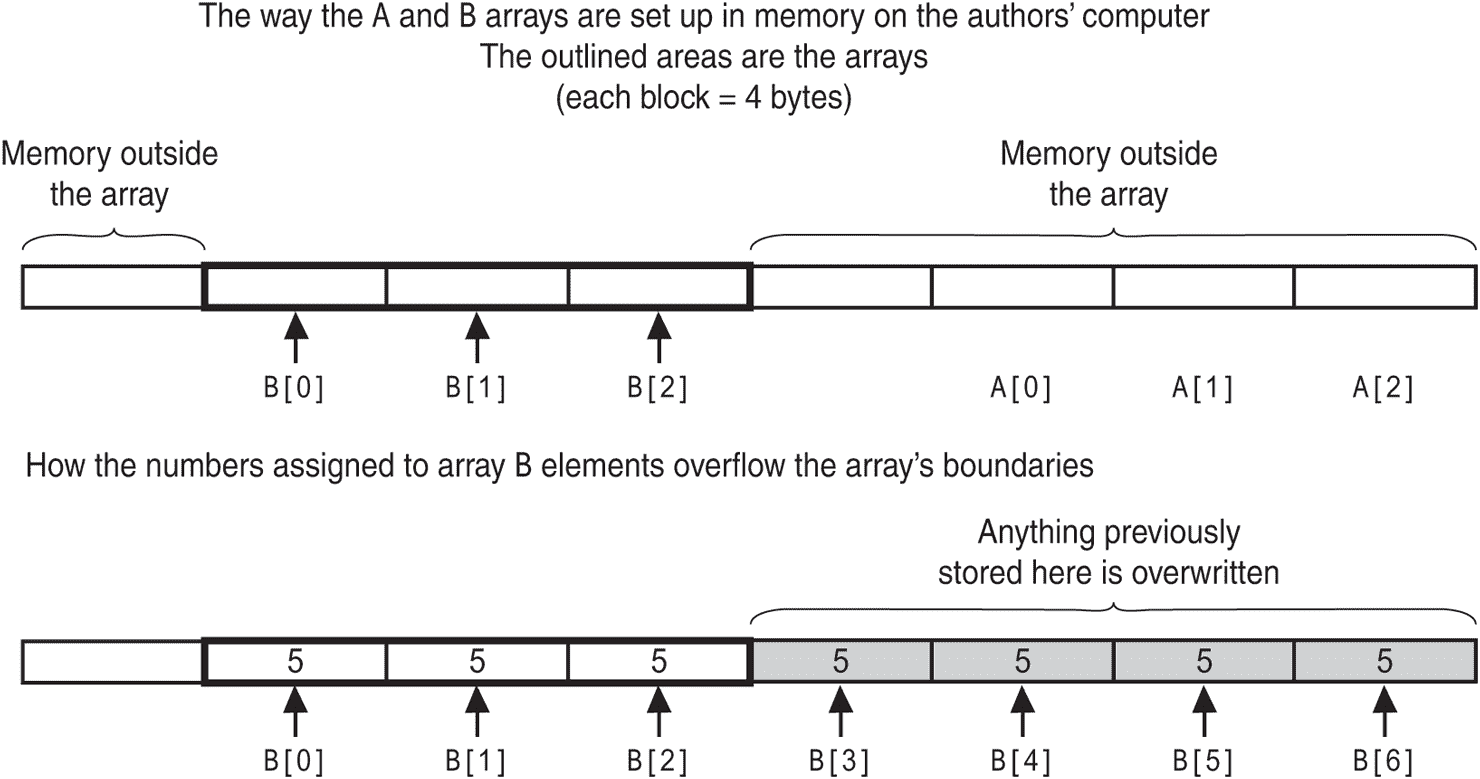 The way the A and B arrays are set up in memory on the authors’ computer
The outlined areas are the arrays
(each block = 4 bytes)
Memory outside
the array
Memory outside
the array
B[0] B[1] B[2] A[0] A[1] A[2]
How the numbers assigned to array B elements overflow the array’s boundaries
Anything previously
stored here is overwritten
5 5 5 5 5 5 5
B[0] B[1] B[2] B[3] B[4] B[5] B[6]